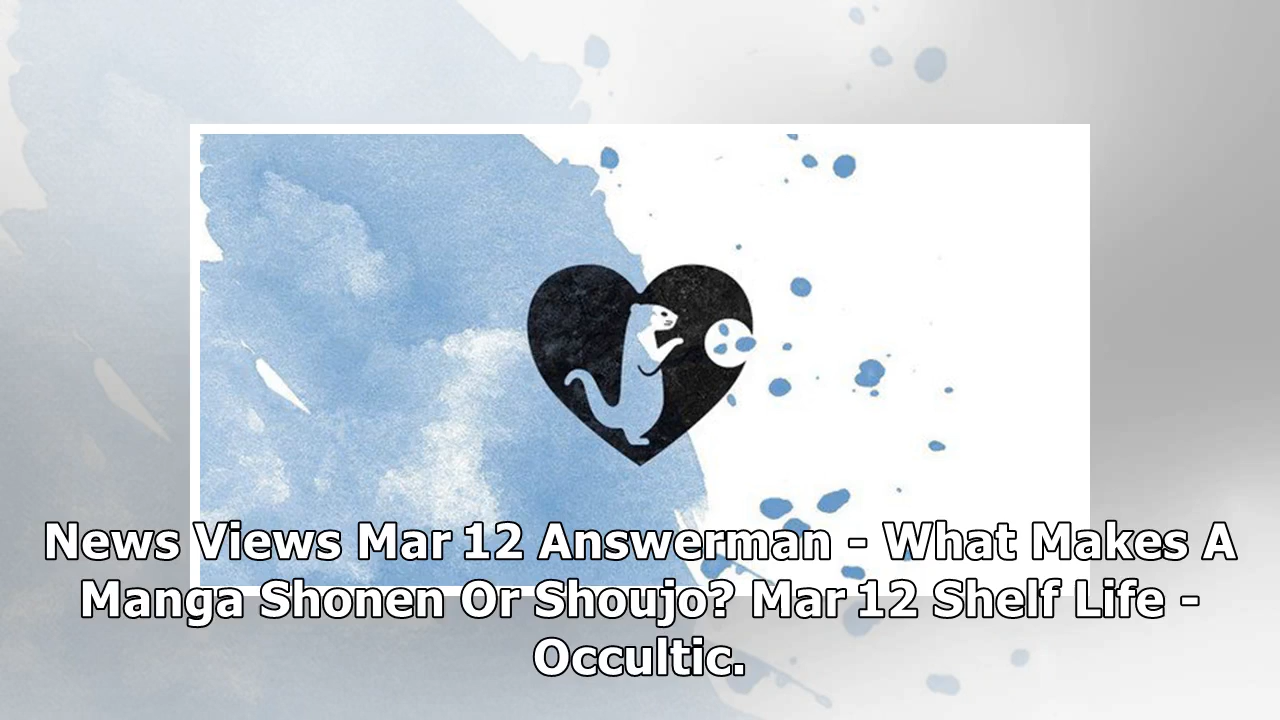 News Views Mar 12 Answerman - What Makes A
Manga Shonen Or Shoujo? Mar 12 Shelf Life -
Occultic.